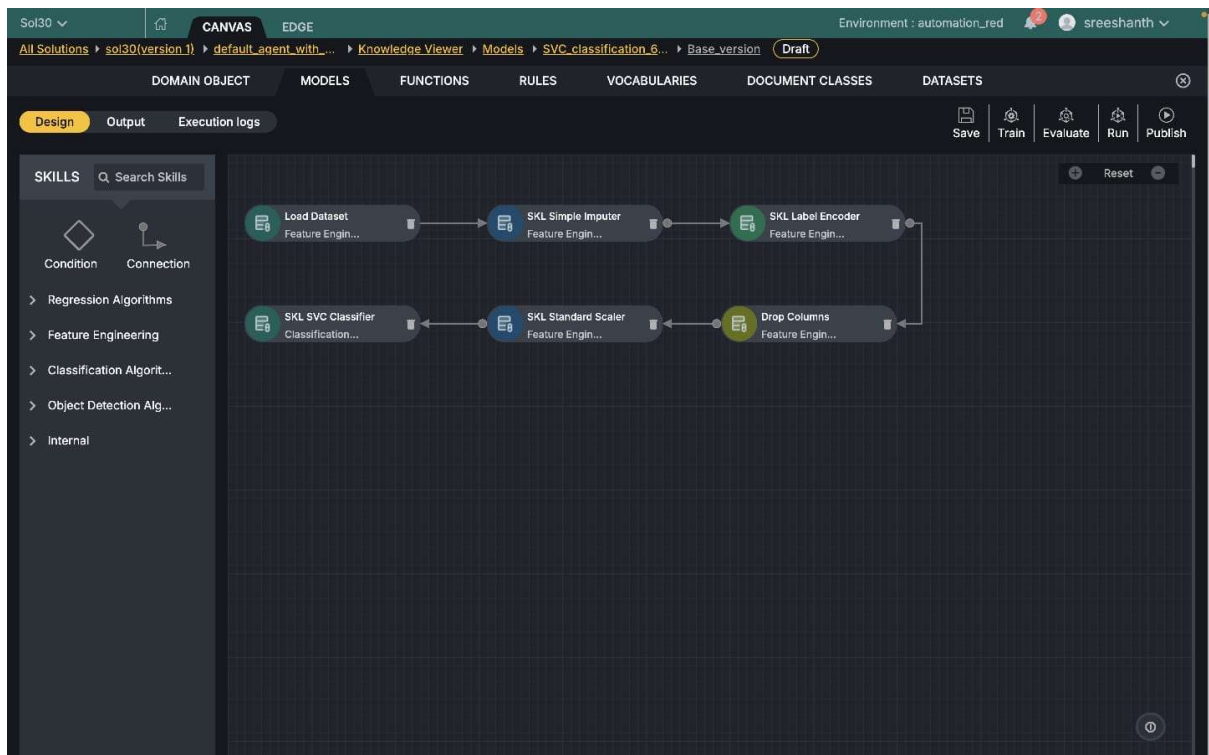 Sol30 CANVAS EDGE Environment : automation_red 2 sreeshanth
All Solutions sol30(version 1) default_agent_with_... Knowledge Viewer Models SVC_classification_6... Base_version Draft
DOMAIN OBJECT MODELS FUNCTIONS RULES VOCABULARIES DOCUMENT CLASSES DATASETS
Design Output Execution logs
Save Train Evaluate Run Publish
SKILLS Search Skills
Reset
Condition Connection
Regression Algorithms
Feature Engineering
Classification Algorit...
Object Detection Alg...
Internal
Load Dataset
Feature Engin...
SKL Simple Imputer
Feature Engin...
SKL Label Encoder
Feature Engin...
SKL SVC Classifier
Classification...
SKL Standard Scaler
Feature Engin...
Drop Columns
Feature Engin...